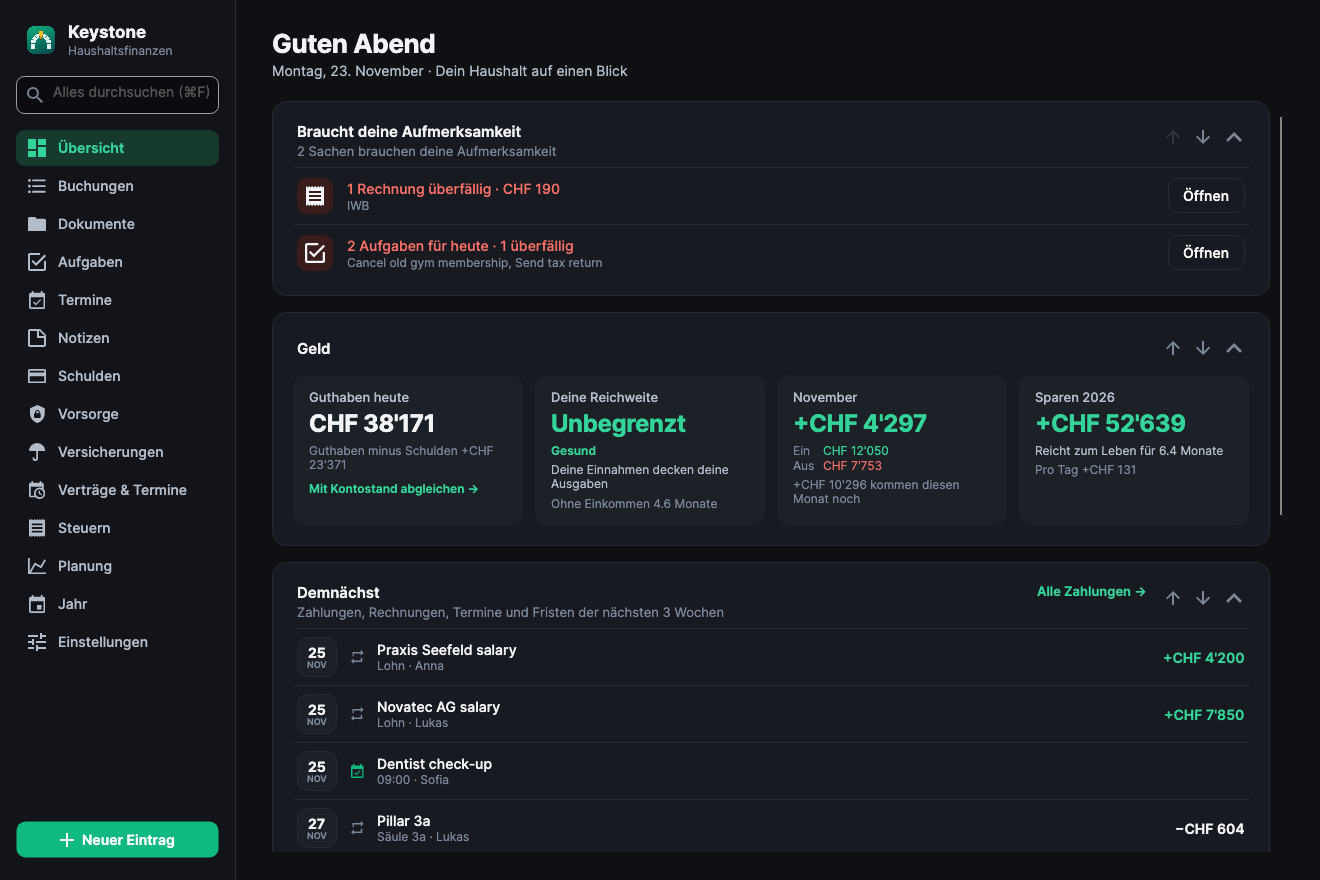 Keystone
Haushaltsfinanzen
Alles durchsuchen (⌘F)
Übersicht
Buchungen
Dokumente
Aufgaben
Termine
Notizen
Schulden
Vorsorge
Versicherungen
Verträge & Termine
Steuern
Planung
Jahr
Einstellungen
Neuer Eintrag
Guten Abend
Montag, 23. November · Dein Haushalt auf einen Blick
Braucht deine Aufmerksamkeit
2 Sachen brauchen deine Aufmerksamkeit
1 Rechnung überfällig · CHF 190
IWB
Öffnen
2 Aufgaben für heute · 1 überfällig
Cancel old gym membership, Send tax return
Öffnen
Geld
Guthaben heute
CHF 38'171
Guthaben minus Schulden +CHF
23'371
Mit Kontostand abgleichen →
Deine Reichweite
Unbegrenzt
Gesund
Deine Einnahmen decken deine
Ausgaben
Ohne Einkommen 4.6 Monate
November
+CHF 4'297
Ein CHF 12'050
Aus CHF 7'753
+CHF 10'296 kommen diesen
Monat noch
Sparen 2026
+CHF 52'639
Reicht zum Leben für 6.4 Monate
Pro Tag +CHF 131
Demnächst
Zahlungen, Rechnungen, Termine und Fristen der nächsten 3 Wochen
Alle Zahlungen →
25
NOV
Praxis Seefeld salary
Lohn · Anna
+CHF 4'200
25
NOV
Novatec AG salary
Lohn · Lukas
+CHF 7'850
25
NOV
Dentist check-up
09:00 · Sofia
27
NOV
Pillar 3a
Säule 3a · Lukas
−CHF 604